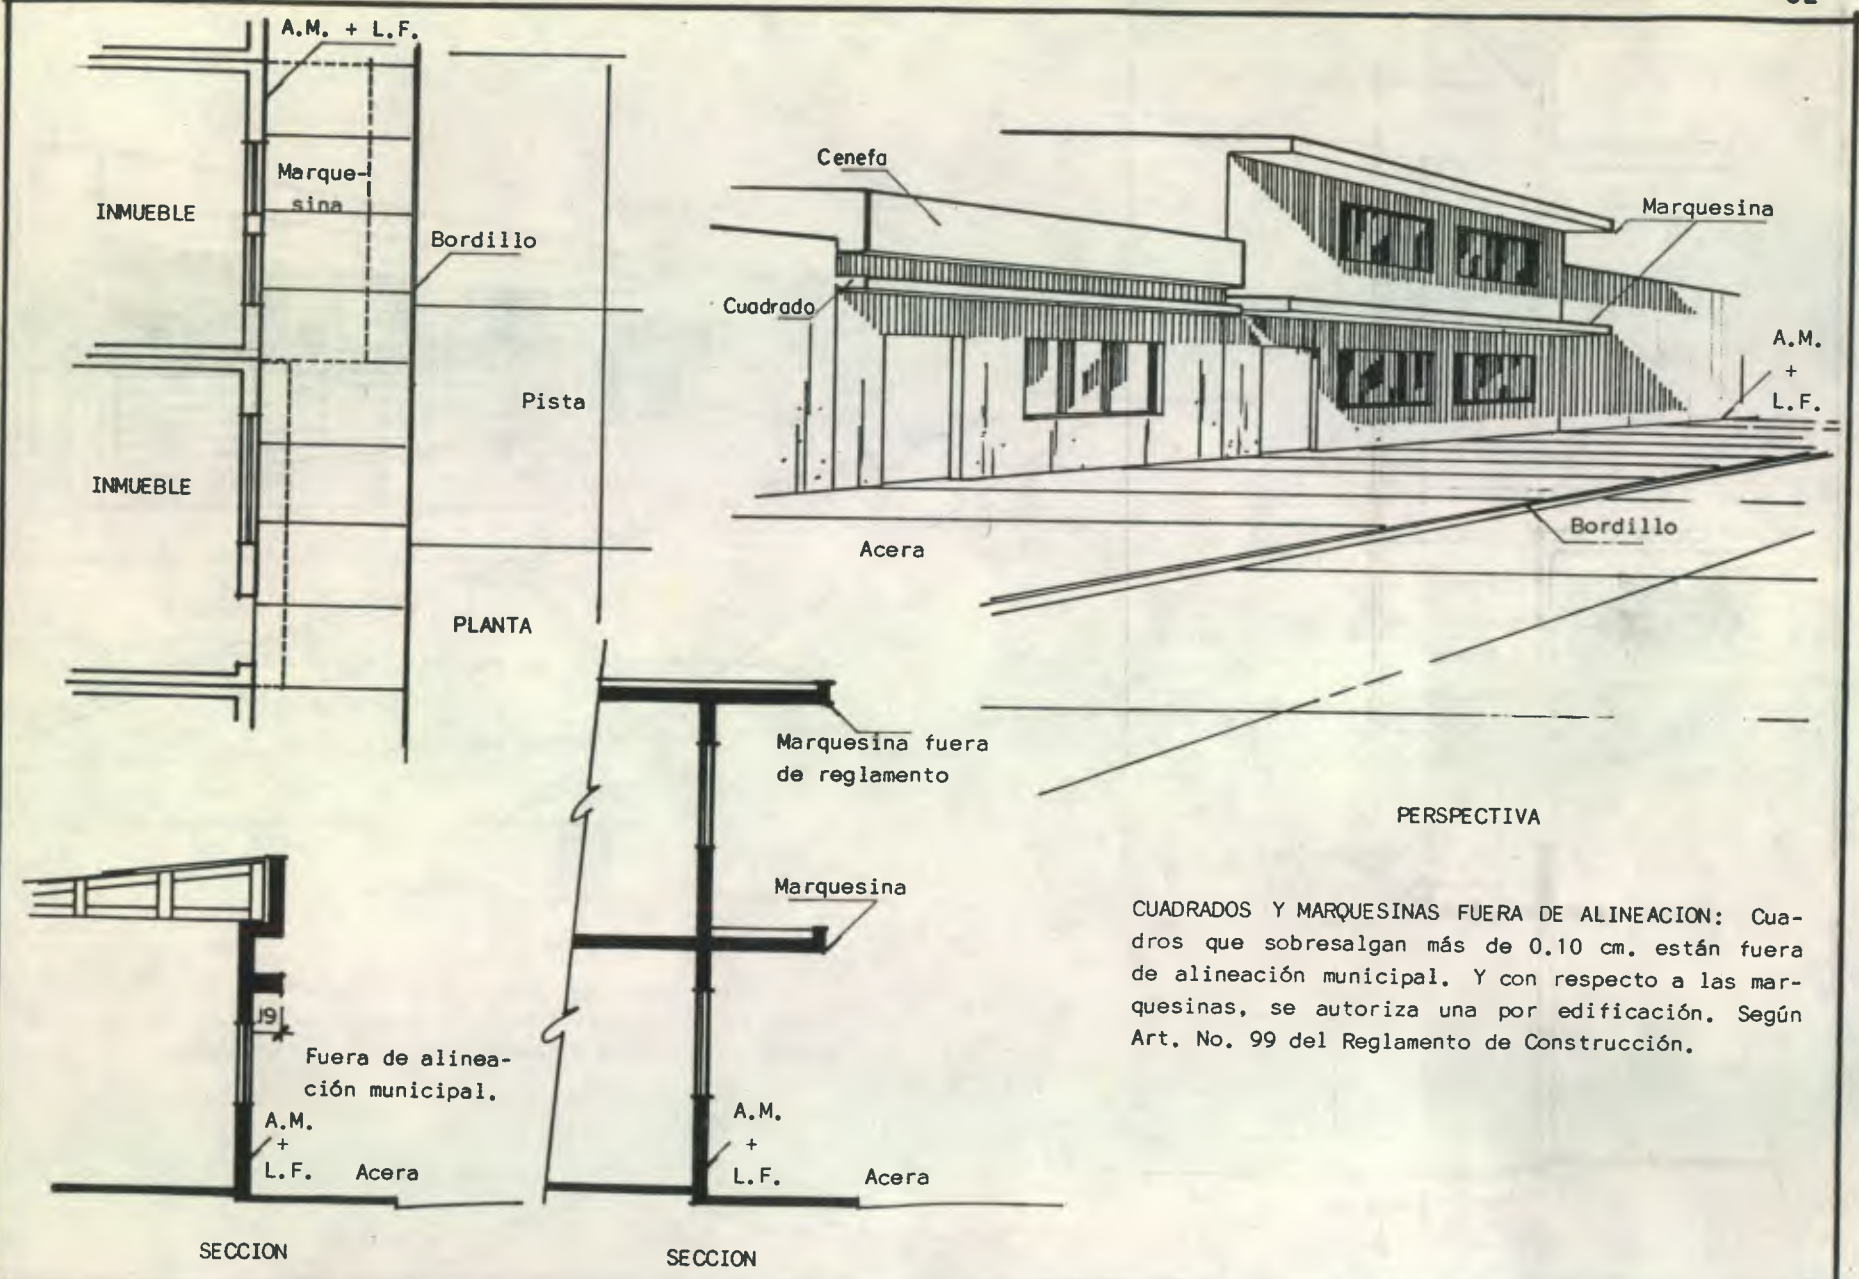 A.M. + L.F.
Marque-
sina
INMUEBLE
Bordillo
Pista
INMUEBLE
PLANTA
Cenefa
Marquesina
Cuadrado
A.M.
+
L.F.
Bordillo
Acera
PERSPECTIVA
Marquesina fuera
de reglamento
Marquesina
A.M.
+
L.F.
Acera
SECCION
19
Fuera de alinea-
ción municipal.
A.M.
+
L.F.
Acera
SECCION
CUADRADOS Y MARQUESINAS FUERA DE ALINEACION: Cua-
dros que sobresalgan más de 0.10 cm. están fuera
de alineación municipal. Y con respecto a las mar-
quesinas, se autoriza una por edificación. Según
Art. No. 99 del Reglamento de Construcción.